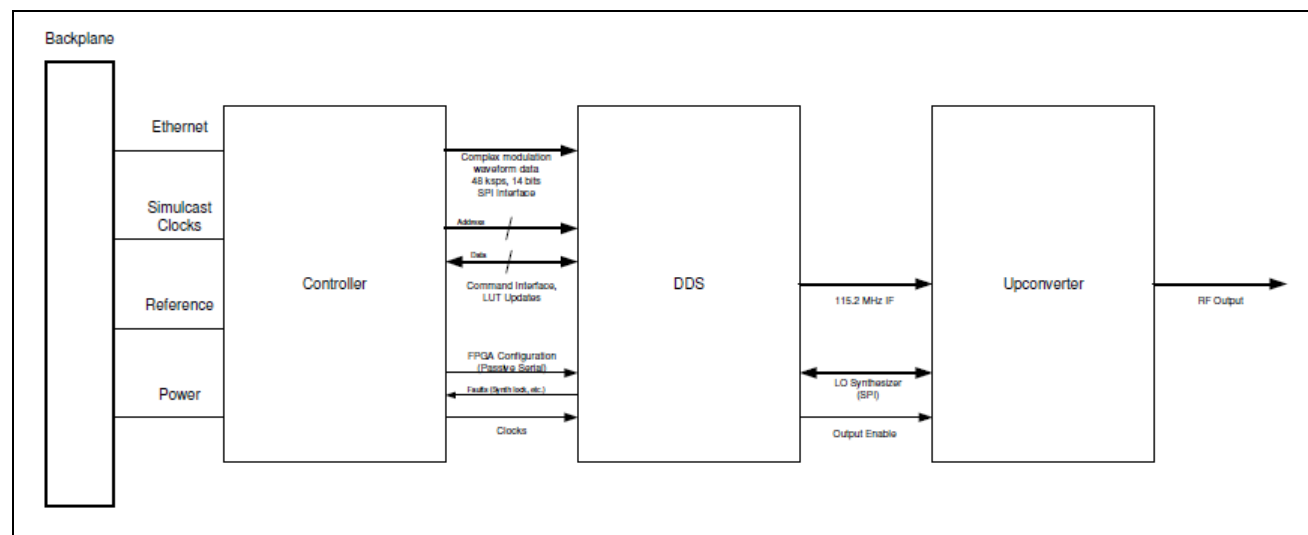 Backplane
Ethernet
Simulcast
Clocks
Reference
Power
Controller
Complex modulation
waveform data
48 ksps, 14 bits
SPI Interface
Address
Data
Command Interface,
LUT Updates
FPGA Configuration
(Passive Serial)
Faults (Synth lock, etc.)
Clocks
DDS
115.2 MHz IF
LO Synthesizer
(SPI)
Output Enable
Upconverter
RF Output